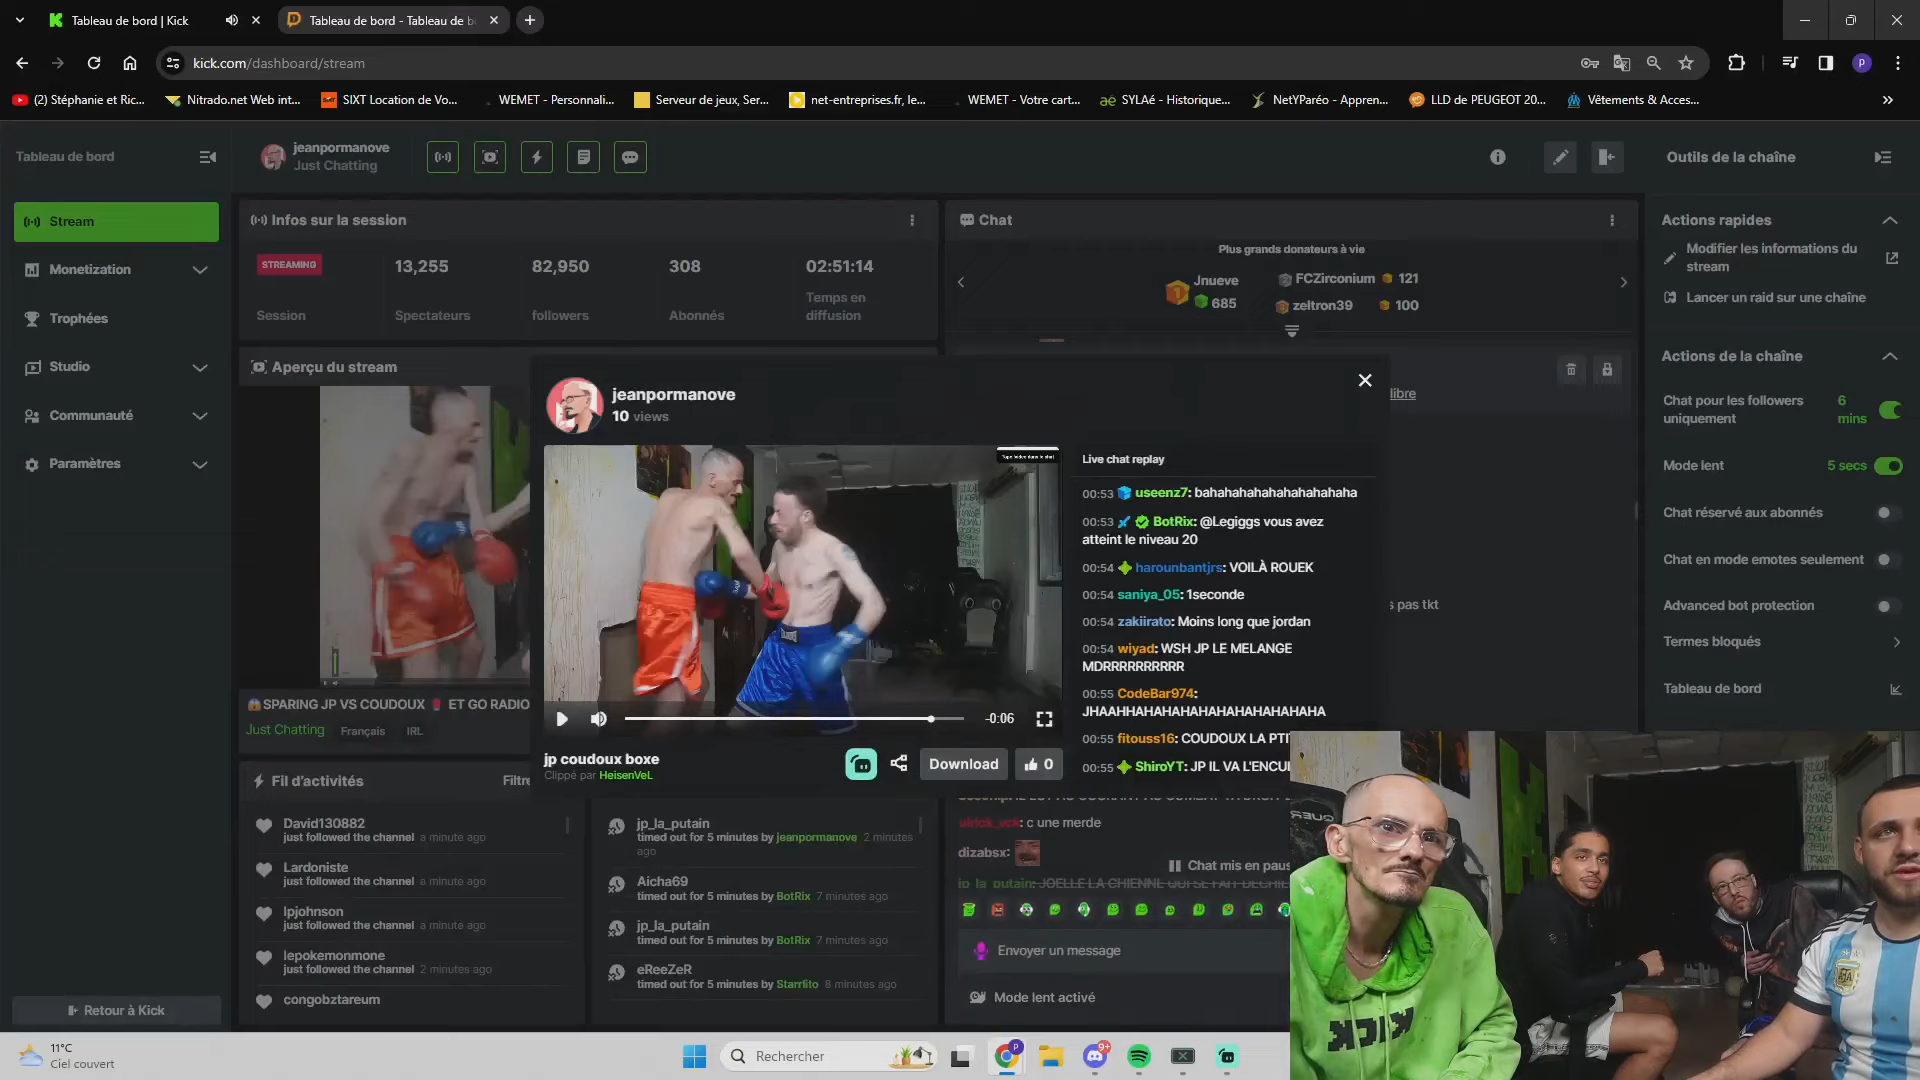 Tableau de bord | Kick
Tableau de bord - Tableau de b
kick.com/dashboard/stream
(2) Stéphanie et Ric...
Nitrado.net Web int...
SIXT Location de Vo...
WEMET - Personnali...
Serveur de jeux, Ser...
net-entreprises.fr, le...
WEMET - Votre cart...
SYLAé - Historique...
NetYParéo - Appren...
LLD de PEUGEOT 20...
Vêtements & Acces...
Tableau de bord
jeanpormanove
Just Chatting
Outils de la chaîne
Stream
Monetization
Trophées
Studio
Communauté
Paramètres
Retour à Kick
Infos sur la session
STREAMING
13,255
82,950
308
02:51:14
Session
Spectateurs
followers
Abonnés
Temps en
diffusion
Chat
Plus grands donateurs à vie
Jnueve
685
FCZirconium 121
zeltron39 100
Actions rapides
Modifier les informations du
stream
Lancer un raid sur une chaîne
Actions de la chaîne
Chat pour les followers
uniquement
6
mins
Mode lent 5 secs
Chat réservé aux abonnés
Chat en mode emotes seulement
Advanced bot protection
Termes bloqués
Tableau de bord
Aperçu du stream
SPARING JP VS COUDOUX ET GO RADIO
Just Chatting Français IRL
jeanpormanove
10 views
libre
s pas tkt
-0:06
jp coudoux boxe
Clippé par HeisenVeL
Download
0
Live chat replay
00:53 useenz7: bahahahahahahahahaha
00:53 BotRix: @Legiggs vous avez
atteint le niveau 20
00:54 harounbantjrs: VOILÀ ROUEK
00:54 saniya_05: 1seconde
00:54 zakiirato: Moins long que jordan
00:54 wiyad: WSH JP LE MELANGE
MDRRRRRRRRRR
00:55 CodeBar974:
JHAAHHAHAHAHAHAHAHAHAHA
00:55 fitouss16: COUDOUX LA PTI
00:55 ShiroYT: JP IL VA L'ENCU
Fil d'activités
Filtre
David130882
just followed the channel a minute ago
Lardoniste
just followed the channel a minute ago
lpjohnson
just followed the channel a minute ago
lepokemonmone
just followed the channel 2 minutes ago
congobztareum
jp_la_putain
timed out for 5 minutes by jeanpormanove 2 minutes
ago
Aicha69
timed out for 5 minutes by BotRix 7 minutes ago
jp_la_putain
timed out for 5 minutes by BotRix 7 minutes ago
eReeZeR
timed out for 5 minutes by Starrlito 8 minutes ago
ulrick_vck: c une merde
dizabsx:
Chat mis en paus
Envoyer un message
Mode lent activé
KICK
11°C
Ciel couvert
Rechercher
9+